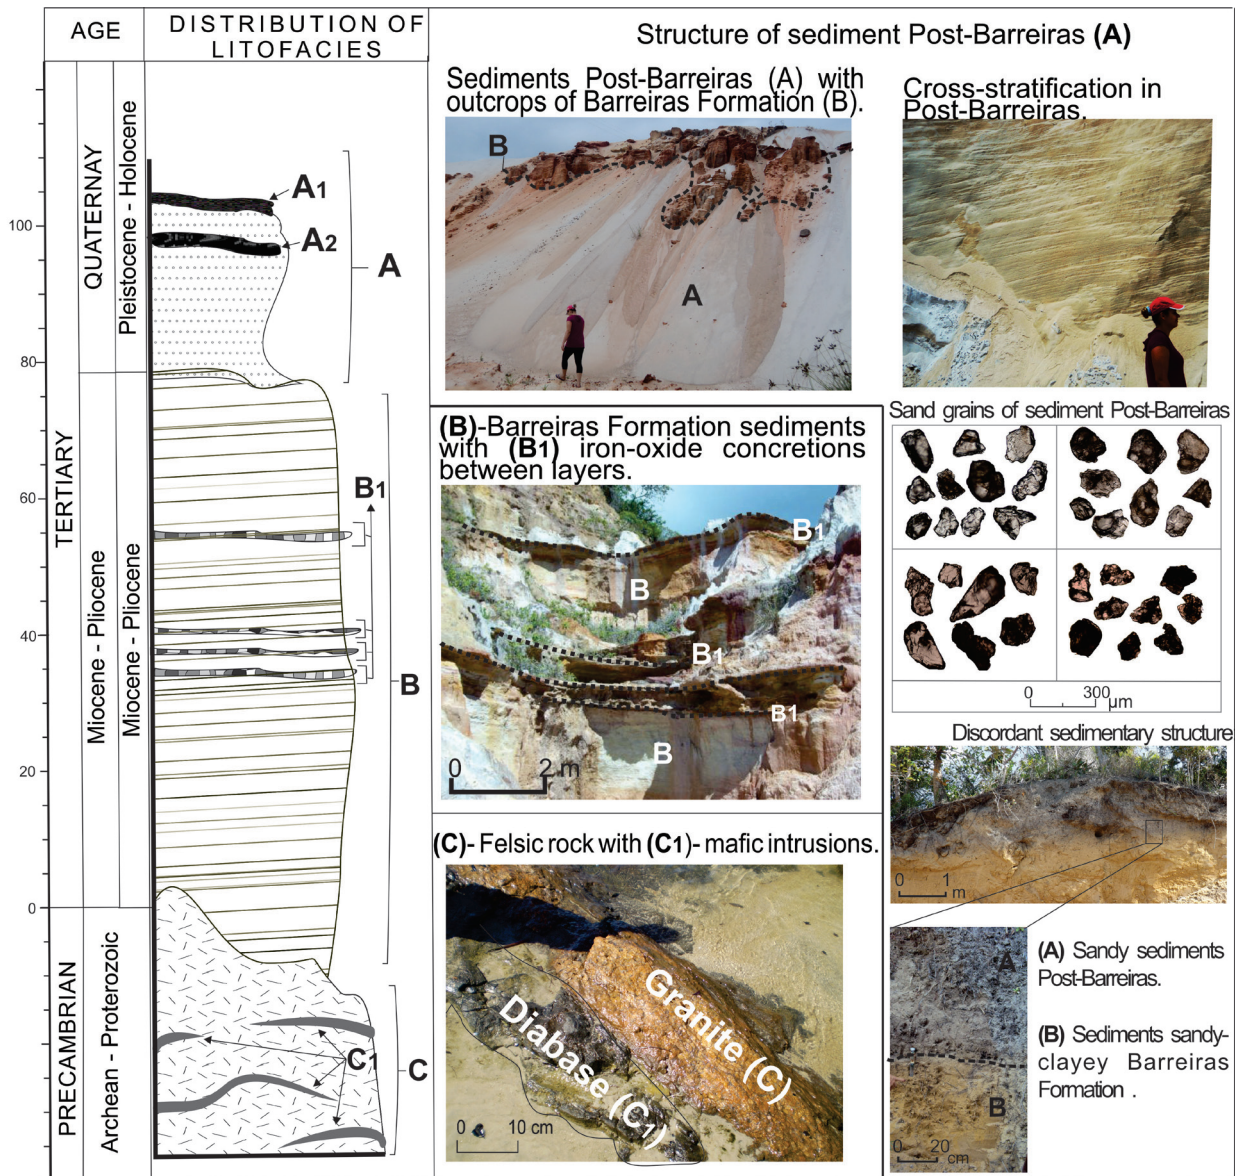 AGE
DISTRIBUTION OF
LITOFACIES
QUATERNAY
Pleistocene - Holocene
TERTIARY
Miocene - Pliocene
Miocene - Pliocene
PRECAMBRIAN
Archean - Proterozoic
100
80
60
40
20
0
A1
A2
A
B1
B
C1
C
Structure of sediment Post-Barreiras (A)
Sediments Post-Barreiras (A) with
outcrops of Barreiras Formation (B).
B
A
Cross-stratification in
Post-Barreiras.
(B)-Barreiras Formation sediments
with (B1) iron-oxide concretions
between layers.
B1
B
B1
B1
B
0 2 m
(C)- Felsic rock with (C1)- mafic intrusions.
Granite (C)
Diabase (C1)
0 10 cm
Sand grains of sediment Post-Barreiras
0 300
µm
Discordant sedimentary structure
0 1
m
A
B
0 20
cm
(A) Sandy sediments
Post-Barreiras.
(B) Sediments sandy-
clayey Barreiras
Formation .